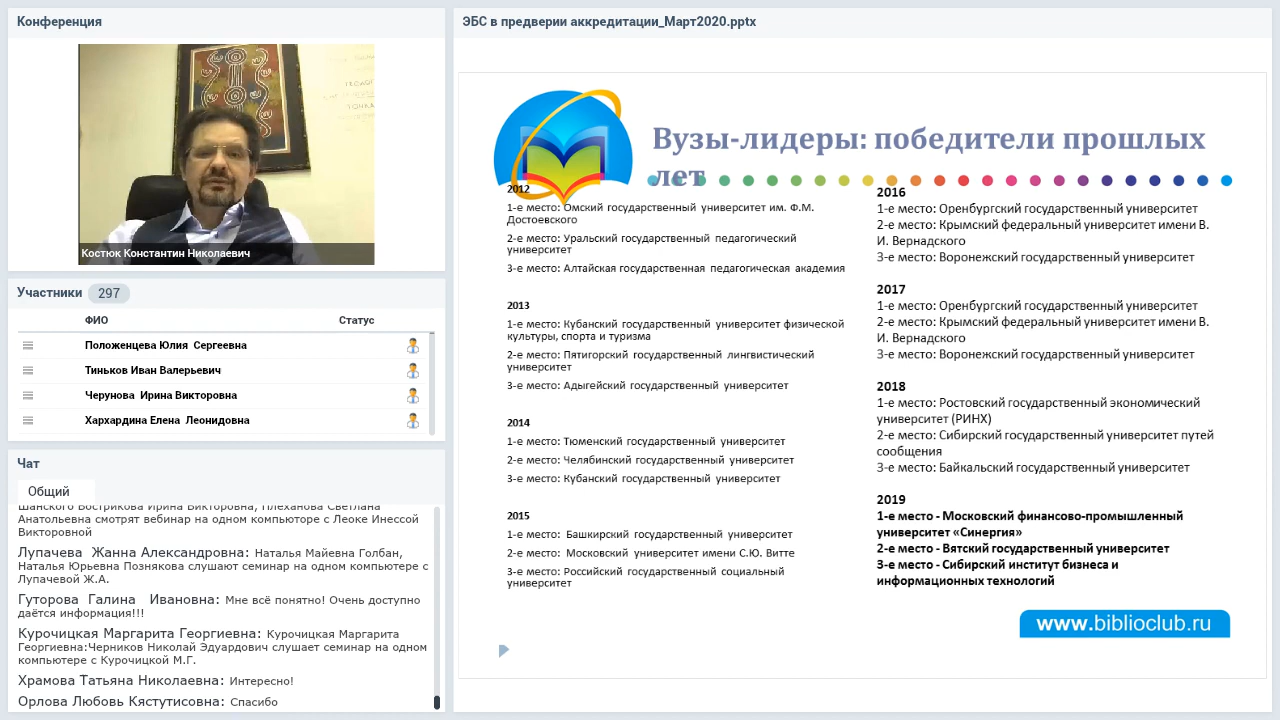 Конференция
Костюк Константин Николаевич
Участники 297
ФИО Статус
Положенцева Юлия Сергеевна
Тиньков Иван Валерьевич
Черунова Ирина Викторовна
Хархардина Елена Леонидовна
Чат
Общий
Шанского Вострикова Ирина Викторовна, Плеханова Светлана
Анатольевна смотрят вебинар на одном компьютере с Леоке Инессой
Викторовной
Лупачева Жанна Александровна: Наталья Майевна Голбан,
Наталья Юрьевна Познякова слушают семинар на одном компьютере с
Лупачевой Ж.А.
Гуторова Галина Ивановна: Мне всё понятно! Очень доступно
даётся информация!!!
Курочицкая Маргарита Георгиевна: Курочицкая Маргарита
Георгиевна:Черников Николай Эдуардович слушает семинар на одном
компьютере с Курочицкой М.Г.
Храмова Татьяна Николаевна: Интересно!
Орлова Любовь Кястутисовна: Спасибо
ЭБС в предверии аккредитации_Март2020.pptx
Вузы-лидеры: победители прошлых
лет
2012
1-е место: Омский государственный университет им. Ф.М.
Достоевского
2-е место: Уральский государственный педагогический
университет
3-е место: Алтайская государственная педагогическая академия
2013
1-е место: Кубанский государственный университет физической
культуры, спорта и туризма
2-е место: Пятигорский государственный лингвистический
университет
3-е место: Адыгейский государственный университет
2014
1-е место: Тюменский государственный университет
2-е место: Челябинский государственный университет
3-е место: Кубанский государственный университет
2015
1-е место: Башкирский государственный университет
2-е место: Московский университет имени С.Ю. Витте
3-е место: Российский государственный социальный
университет
2016
1-е место: Оренбургский государственный университет
2-е место: Крымский федеральный университет имени В.
И. Вернадского
3-е место: Воронежский государственный университет
2017
1-е место: Оренбургский государственный университет
2-е место: Крымский федеральный университет имени В.
И. Вернадского
3-е место: Воронежский государственный университет
2018
1-е место: Ростовский государственный экономический
университет (РИНХ)
2-е место: Сибирский государственный университет путей
сообщения
3-е место: Байкальский государственный университет
2019
1-е место - Московский финансово-промышленный
университет «Синергия»
2-е место - Вятский государственный университет
3-е место - Сибирский институт бизнеса и
информационных технологий
www.biblioclub.ru